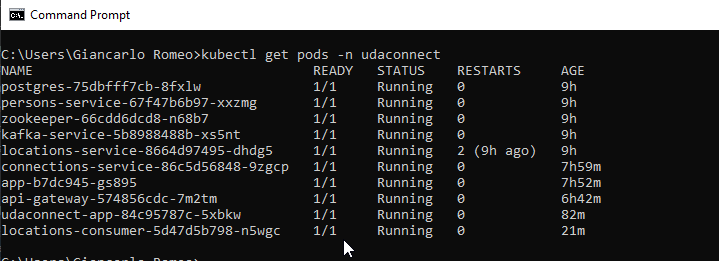 Command Prompt
C:\Users\Giancarlo Romeo>kubectl get pods -n udaconnect
NAME READY STATUS RESTARTS AGE
postgres-75dbfff7cb-8fxlw 1/1 Running 0 9h
persons-service-67f47b6b97-xxzmg 1/1 Running 0 9h
zookeeper-66cdd6dcd8-n68b7 1/1 Running 0 9h
kafka-service-5b8988488b-xs5nt 1/1 Running 0 9h
locations-service-8664d97495-dhdg5 1/1 Running 2 (9h ago) 9h
connections-service-86c5d56848-9zgcp 1/1 Running 0 7h59m
app-b7dc945-gs895 1/1 Running 0 7h52m
api-gateway-574856cdc-7m2tm 1/1 Running 0 6h42m
udaconnect-app-84c95787c-5xbkw 1/1 Running 0 82m
locations-consumer-5d47d5b798-n5wgc 1/1 Running 0 21m
C:\Users\Giancarlo Romeo>